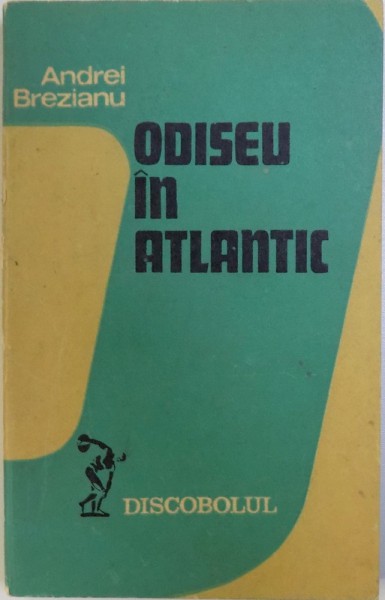 Andrei
Brezianu
ODISEU
în
ATLANTIC
DISCOBOLUL